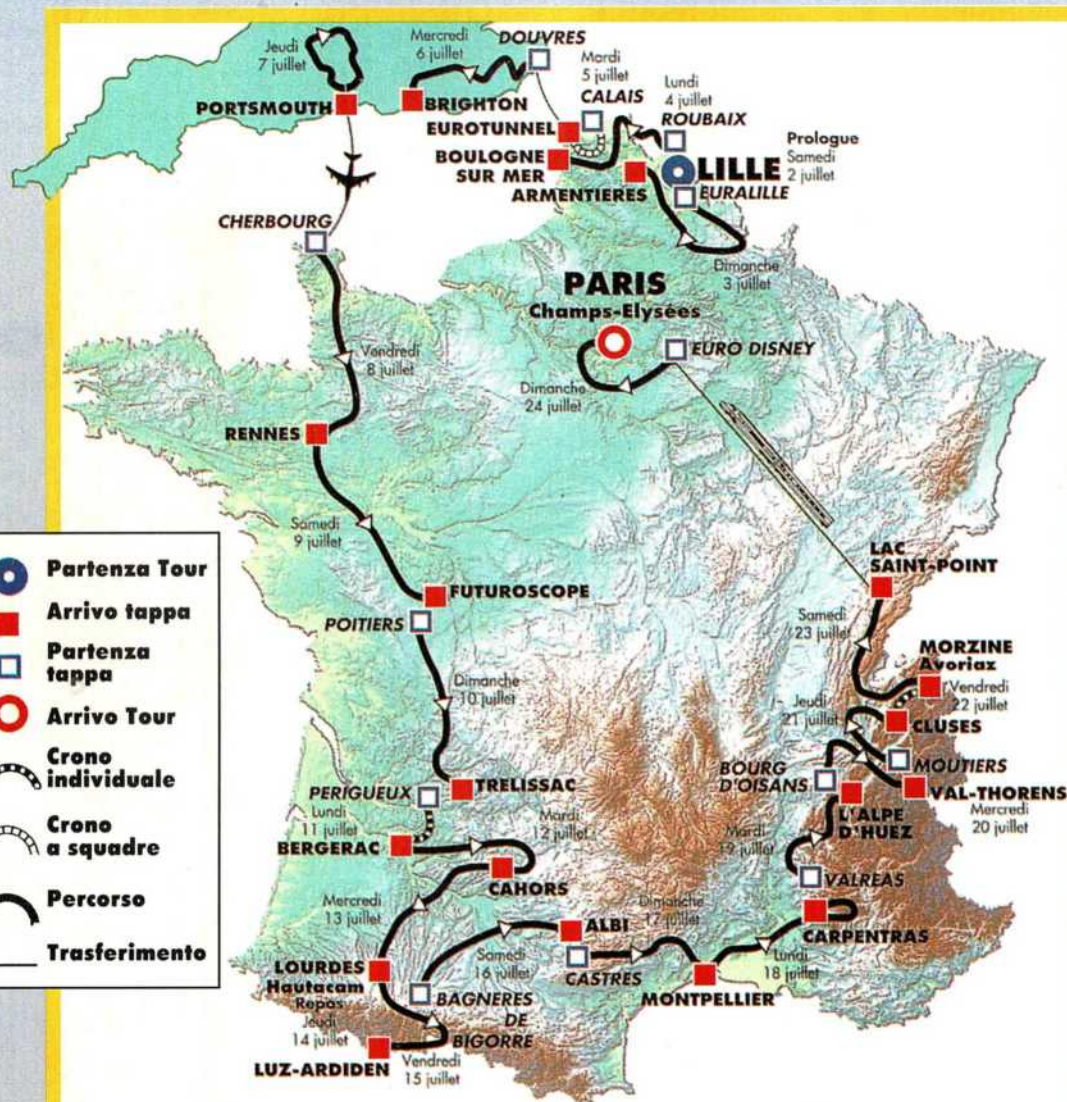 Jeudi
7 juillet
PORTSMOUTH
Mercredi
6 juillet
DOUVRES
BRIGHTON
Mardi
5 juillet
CALAIS
EUROTUNNEL
BOULOGNE
SUR MER
Lundi
4 juillet
ROUBAIX
Prologue
Samedi
2 juillet
LILLE
EURALILLE
ARMENTIERES
Dimanche
3 juillet
CHERBOURG
PARIS
Champs-Elysées
EURO DISNEY
Dimanche
24 juillet
Vendredi
8 juillet
RENNES
Samedi
9 juillet
FUTUROSCOPE
POITIERS
Dimanche
10 juillet
TRELISSAC
PERIGUEUX
Lundi
11 juillet
BERGERAC
Mardi
12 juillet
CAHORS
Mercredi
13 juillet
LOURDES
Hautacam
Repos
Jeudi
14 juillet
LUZ-ARDIDEN
Vendredi
15 juillet
BAGNERES
DE
BIGORRE
Samedi
16 juillet
ALBI
CASTRES
Dimanche
17 juillet
MONTPELLIER
Lundi
18 juillet
CARPENTRAS
VALREAS
Mardi
19 juillet
L'ALPE
D'HUEZ
BOURG
D'OISANS
VAL-THORENS
Mercredi
20 juillet
MOUTIERS
Jeudi
21 juillet
CLUSES
MORZINE
Avoriaz
Vendredi
22 juillet
Samedi
23 juillet
LAC
SAINT-POINT
Partenza Tour
Arrivo tappa
Partenza
tappa
Arrivo Tour
Crono
individuale
Crono
a squadre
Percorso
Trasferimento